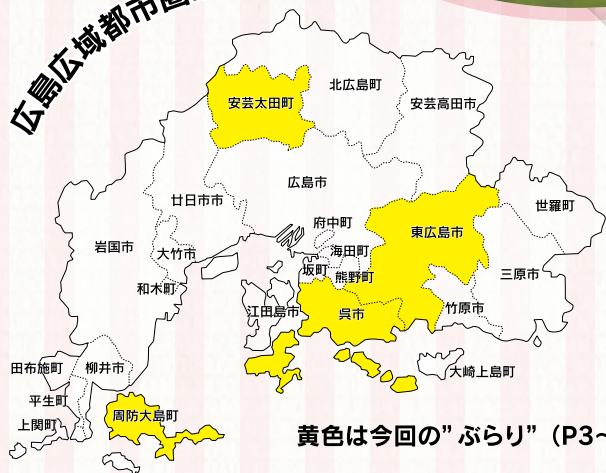 広島広域都市圏
北広島町
安芸太田町
安芸高田市
広島市
廿日市市
世羅町
府中町
東広島市
岩国市
海田町
大竹市
坂町
熊野町
三原市
和木町
江田島市
呉市
竹原市
田布施町
柳井市
大崎上島町
平生町
周防大島町
上関町
黄色は今回の”ぶらり”（P3~